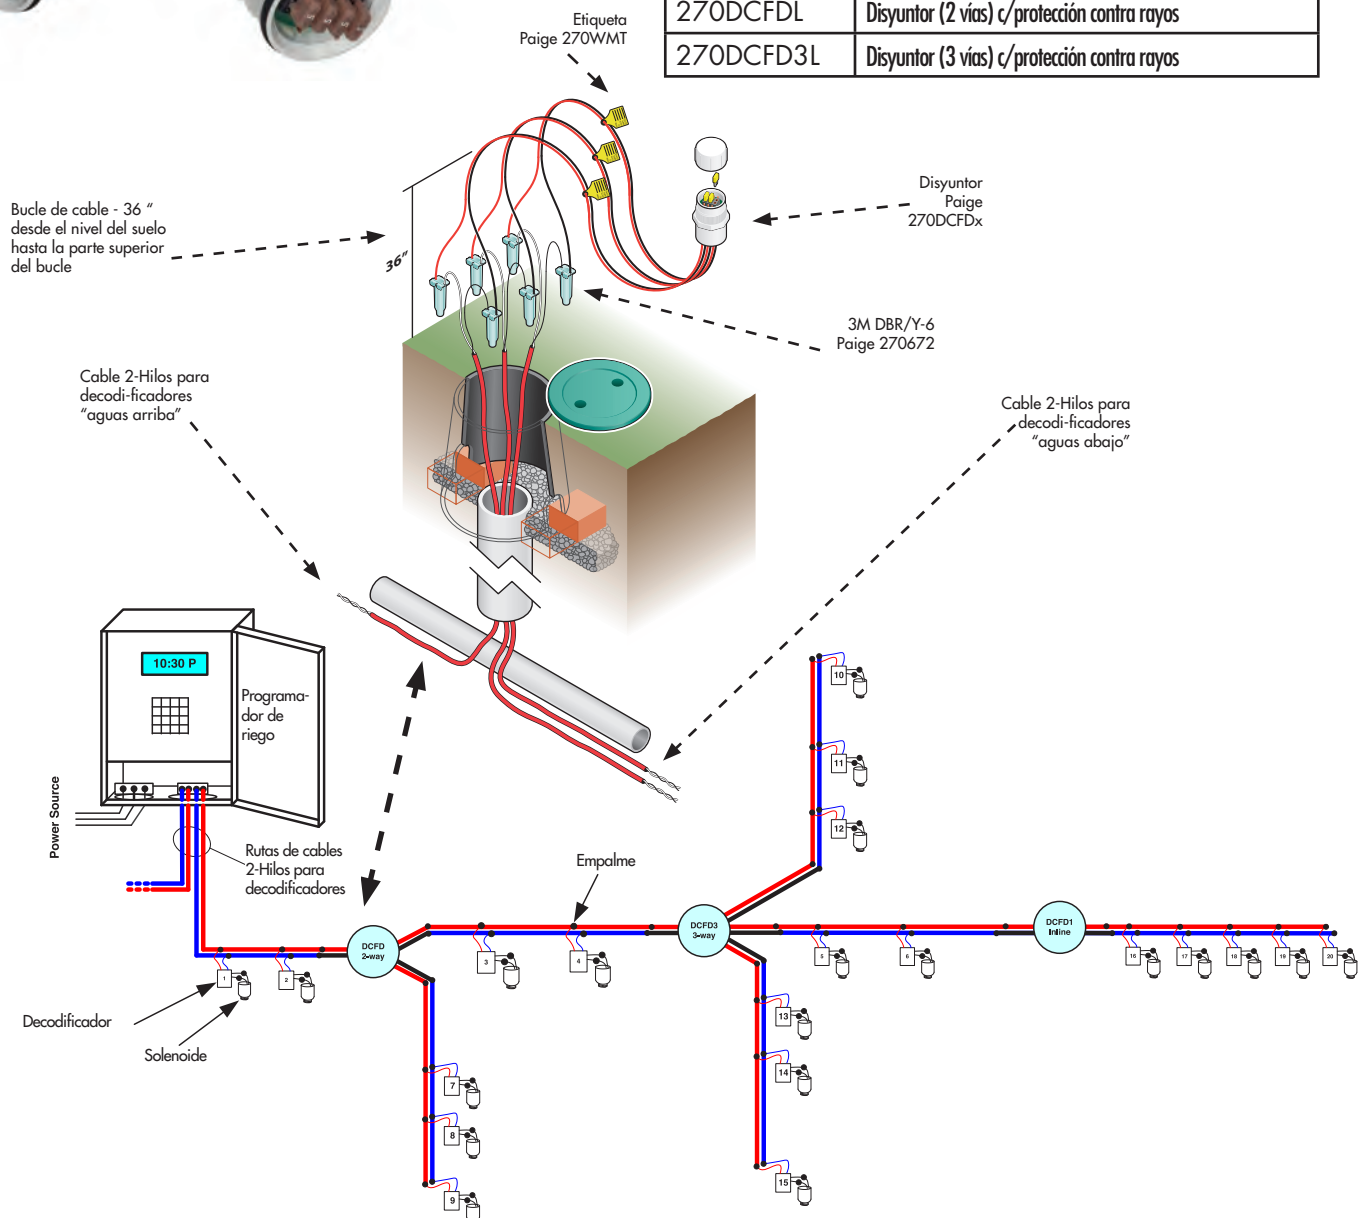 270DCFDL Disyuntor (2 vías) c/protección contra rayos
270DCFD3L Disyuntor (3 vías) c/protección contra rayos
Etiqueta
Paige 270WMT
Disyuntor
Paige
270DCFDx
Bucle de cable - 36 "
desde el nivel del suelo
hasta la parte superior
del bucle
36"
3M DBR/Y-6
Paige 270672
Cable 2-Hilos para
decodi-ficadores
"aguas arriba"
Cable 2-Hilos para
decodi-ficadores
"aguas abajo"
10:30 P
Programa-
dor de
riego
Power Source
Rutas de cables
2-Hilos para
decodificadores
Empalme
10
11
12
DCFD
2-way
DCFD3
3-way
DCFD1
Inline
1
2
3
4
5
6
16
17
18
19
20
Decodificador
Solenoide
13
14
15
7
8
9